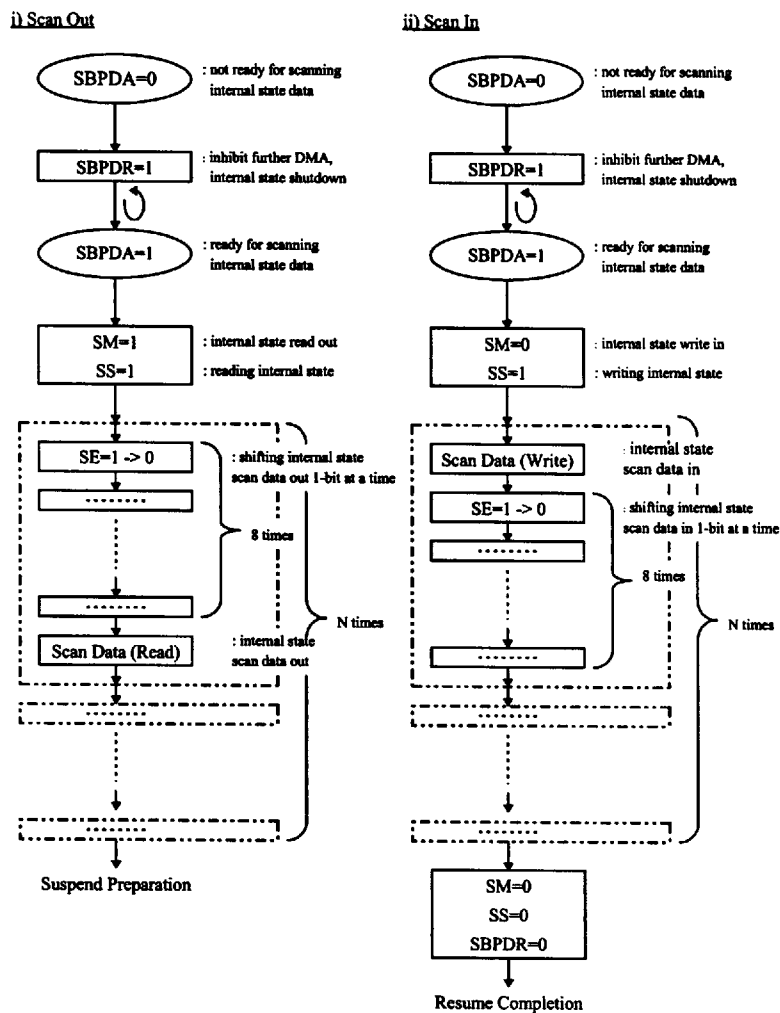 i) Scan Out
SBPDA=0
: not ready for scanning
internal state data
SBPDR=1
: inhibit further DMA,
internal state shutdown
SBPDA=1
: ready for scanning
internal state data
SM=1
: internal state read out
SS=1
: reading internal state
SE=1 -> 0
: shifting internal state
scan data out 1-bit at a time
8 times
N times
Scan Data (Read)
: internal state
scan data out
Suspend Preparation
ii) Scan In
SBPDA=0
: not ready for scanning
internal state data
SBPDR=1
: inhibit further DMA,
internal state shutdown
SBPDA=1
: ready for scanning
internal state data
SM=0
: internal state write in
SS=1
: writing internal state
Scan Data (Write)
: internal state
scan data in
SE=1 -> 0
: shifting internal state
scan data in 1-bit at a time
8 times
N times
SM=0
SS=0
SBPDR=0
Resume Completion